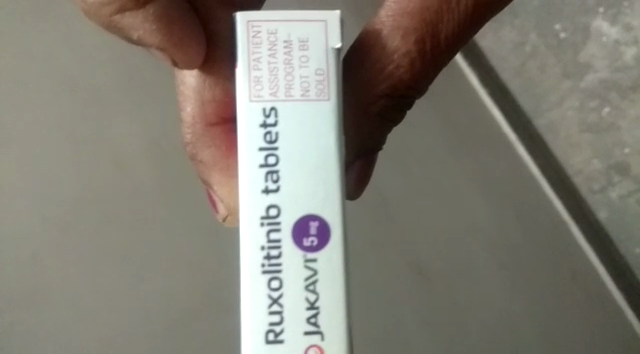 FOR PATIENT
ASSISTANCE
PROGRAM–
NOT TO BE
SOLD
Ruxolitinib tablets
JAKAVI 5 mg